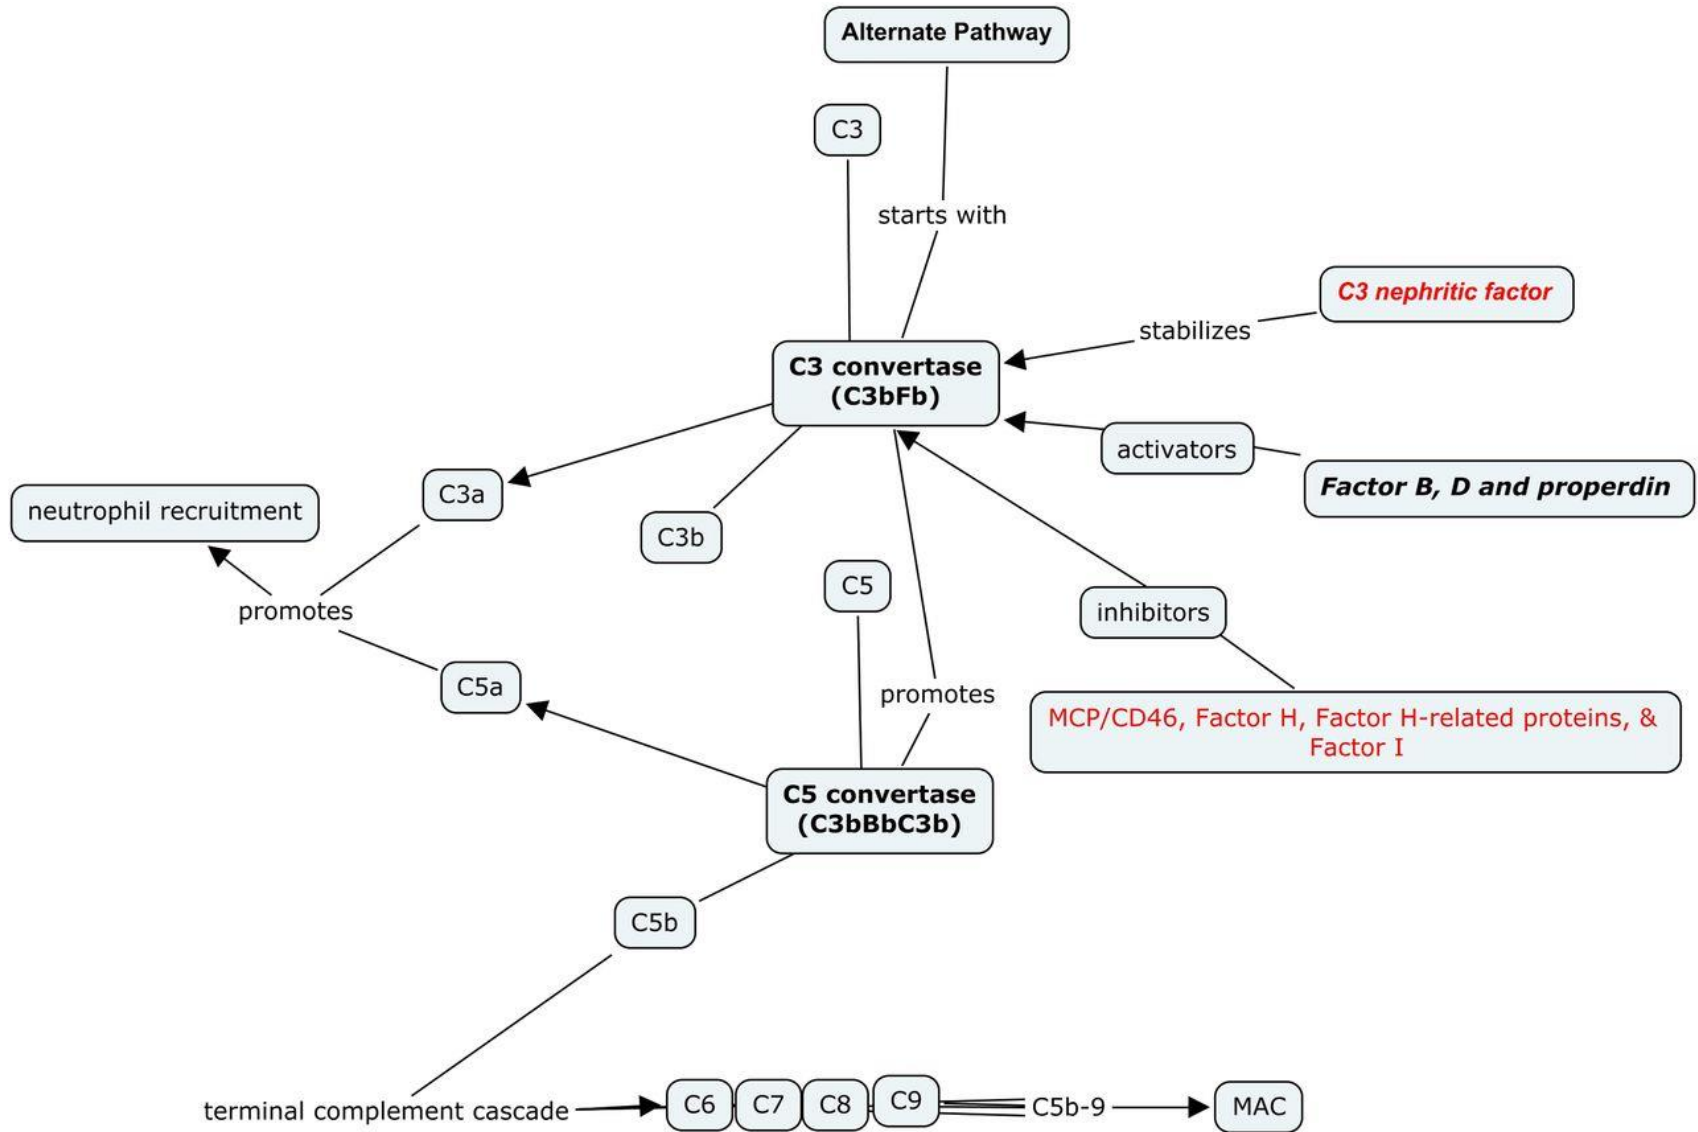 Alternate Pathway
C3
starts with
C3 nephritic factor
stabilizes
C3 convertase
(C3bFb)
activators
Factor B, D and properdin
C3a
neutrophil recruitment
C3b
C5
promotes
inhibitors
C5a
promotes
MCP/CD46, Factor H, Factor H-related proteins, &
Factor I
C5 convertase
(C3bBbC3b)
C5b
terminal complement cascade
C6
C7
C8
C9
C5b-9
MAC